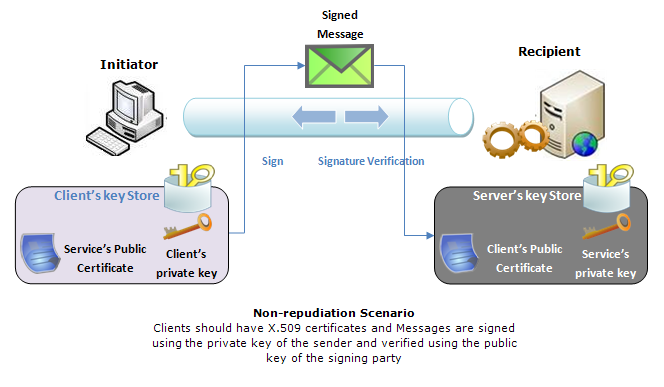 Signed
Message
Initiator
Recipient
Sign
Signature Verification
Client's key Store
Service's Public
Certificate
Client's
private key
Server's key Store
Client's Public
Certificate
Service's
private key
Non-repudiation Scenario
Clients should have X.509 certificates and Messages are signed
using the private key of the sender and verified using the public
key of the signing party